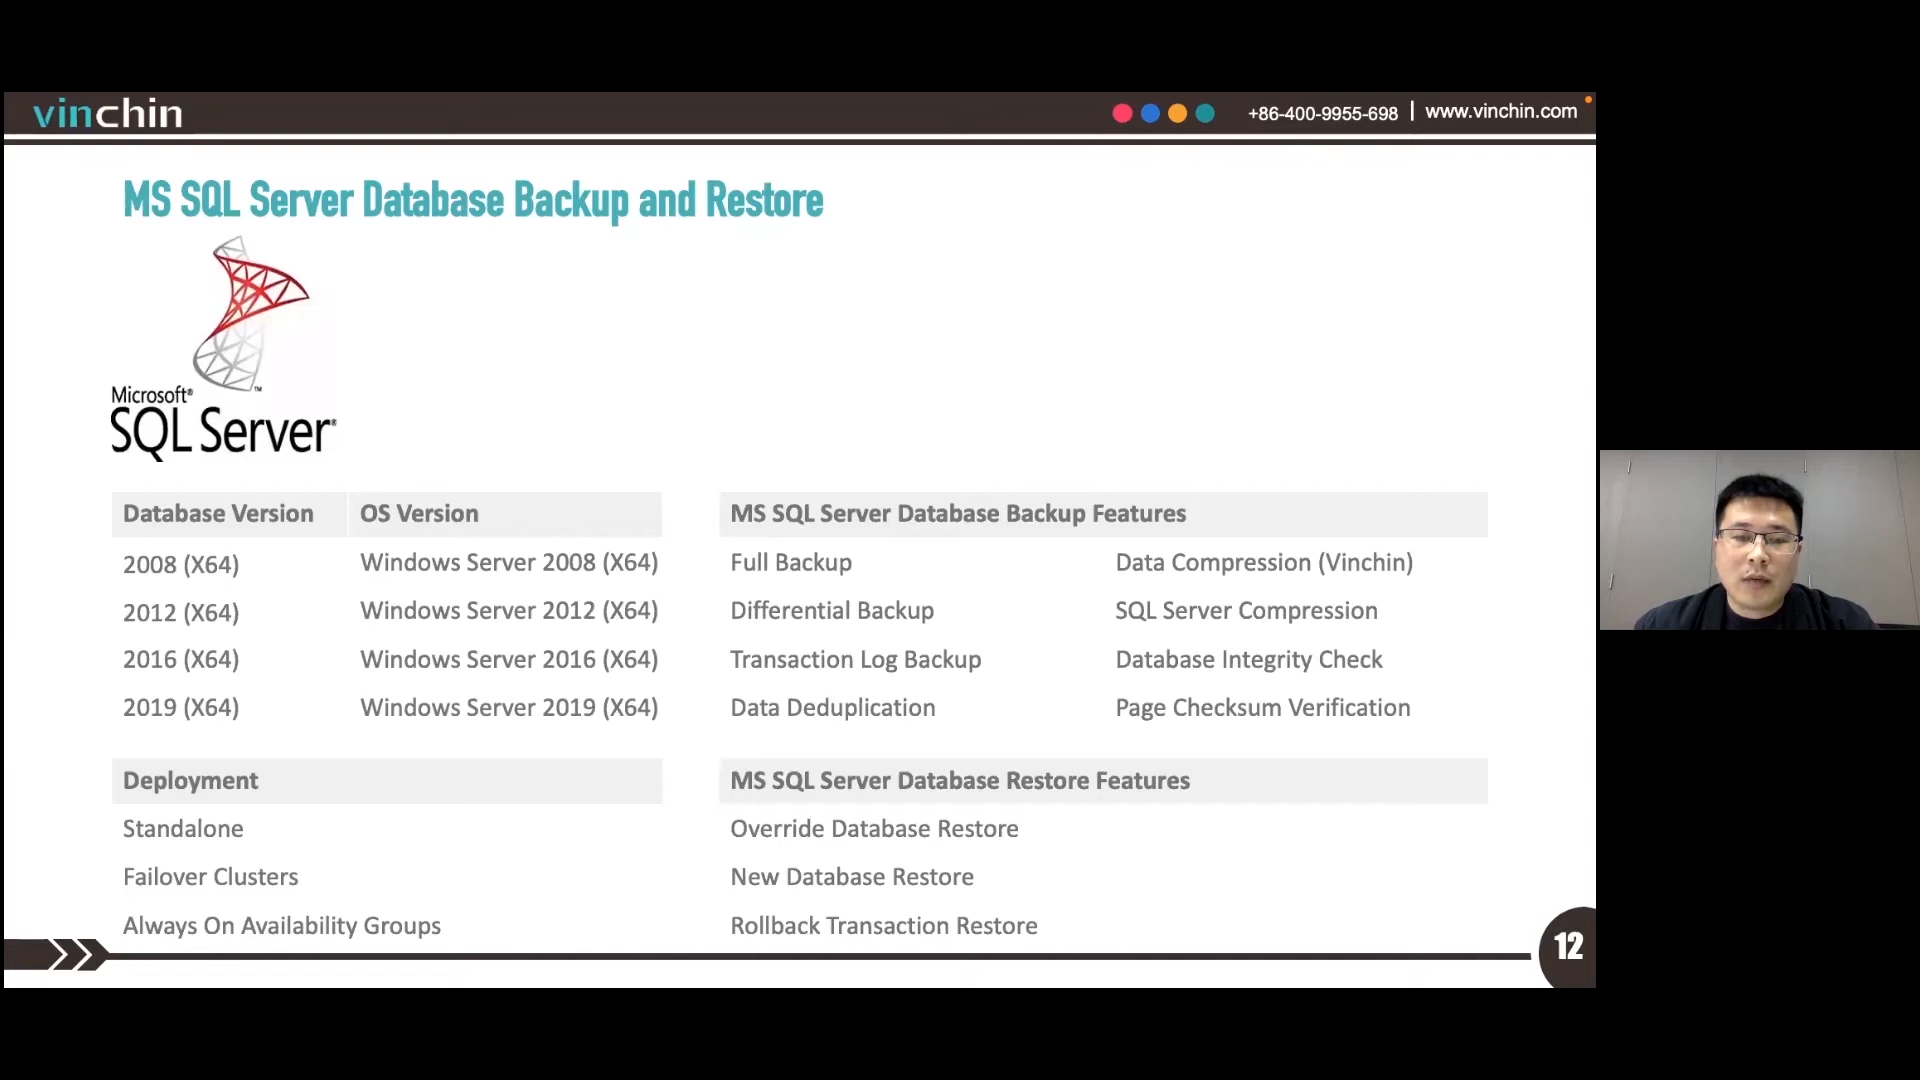 vinchin
+86-400-9955-698 | www.vinchin.com
MS SQL Server Database Backup and Restore
Microsoft®
SQL Server®
™
Database Version OS Version
2008 (X64) Windows Server 2008 (X64)
2012 (X64) Windows Server 2012 (X64)
2016 (X64) Windows Server 2016 (X64)
2019 (X64) Windows Server 2019 (X64)
MS SQL Server Database Backup Features
Full Backup Data Compression (Vinchin)
Differential Backup SQL Server Compression
Transaction Log Backup Database Integrity Check
Data Deduplication Page Checksum Verification
Deployment
Standalone
Failover Clusters
Always On Availability Groups
MS SQL Server Database Restore Features
Override Database Restore
New Database Restore
Rollback Transaction Restore
12